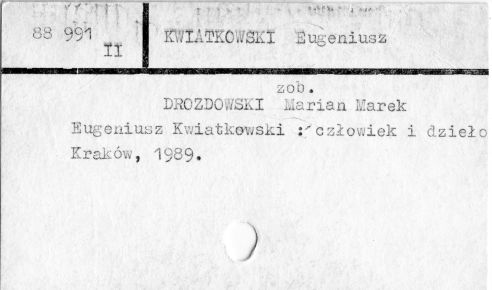 88 991
II
KWIATKOWSKI Eugeniusz
zob.
DROZDOWSKI Marian Marek
Eugeniusz Kwiatkowski : człowiek i dzieło
Kraków, 1989.